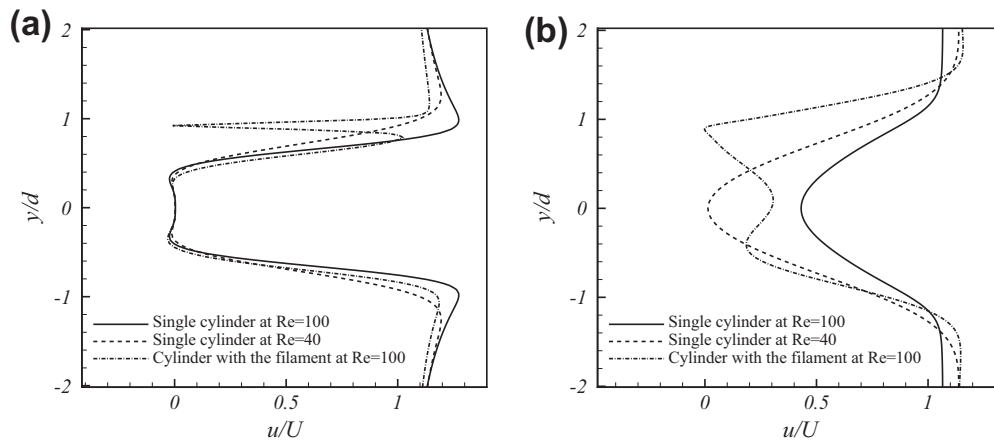 (a)
2
1
0
-1
-2
y/d
Single cylinder at Re=100
Single cylinder at Re=40
Cylinder with the filament at Re=100
0
0.5
1
u/U
(b)
2
1
0
-1
-2
y/d
Single cylinder at Re=100
Single cylinder at Re=40
Cylinder with the filament at Re=100
0
0.5
1
u/U